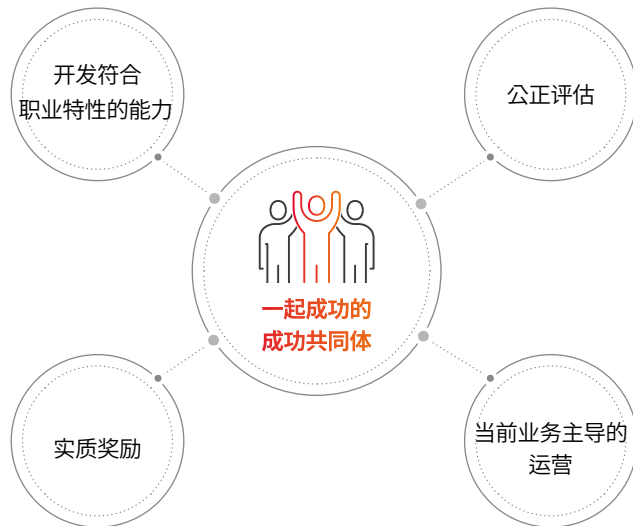 开发符合
职业特性的能力
公正评估
一起成功的
成功共同体
实质奖励
当前业务主导的
运营